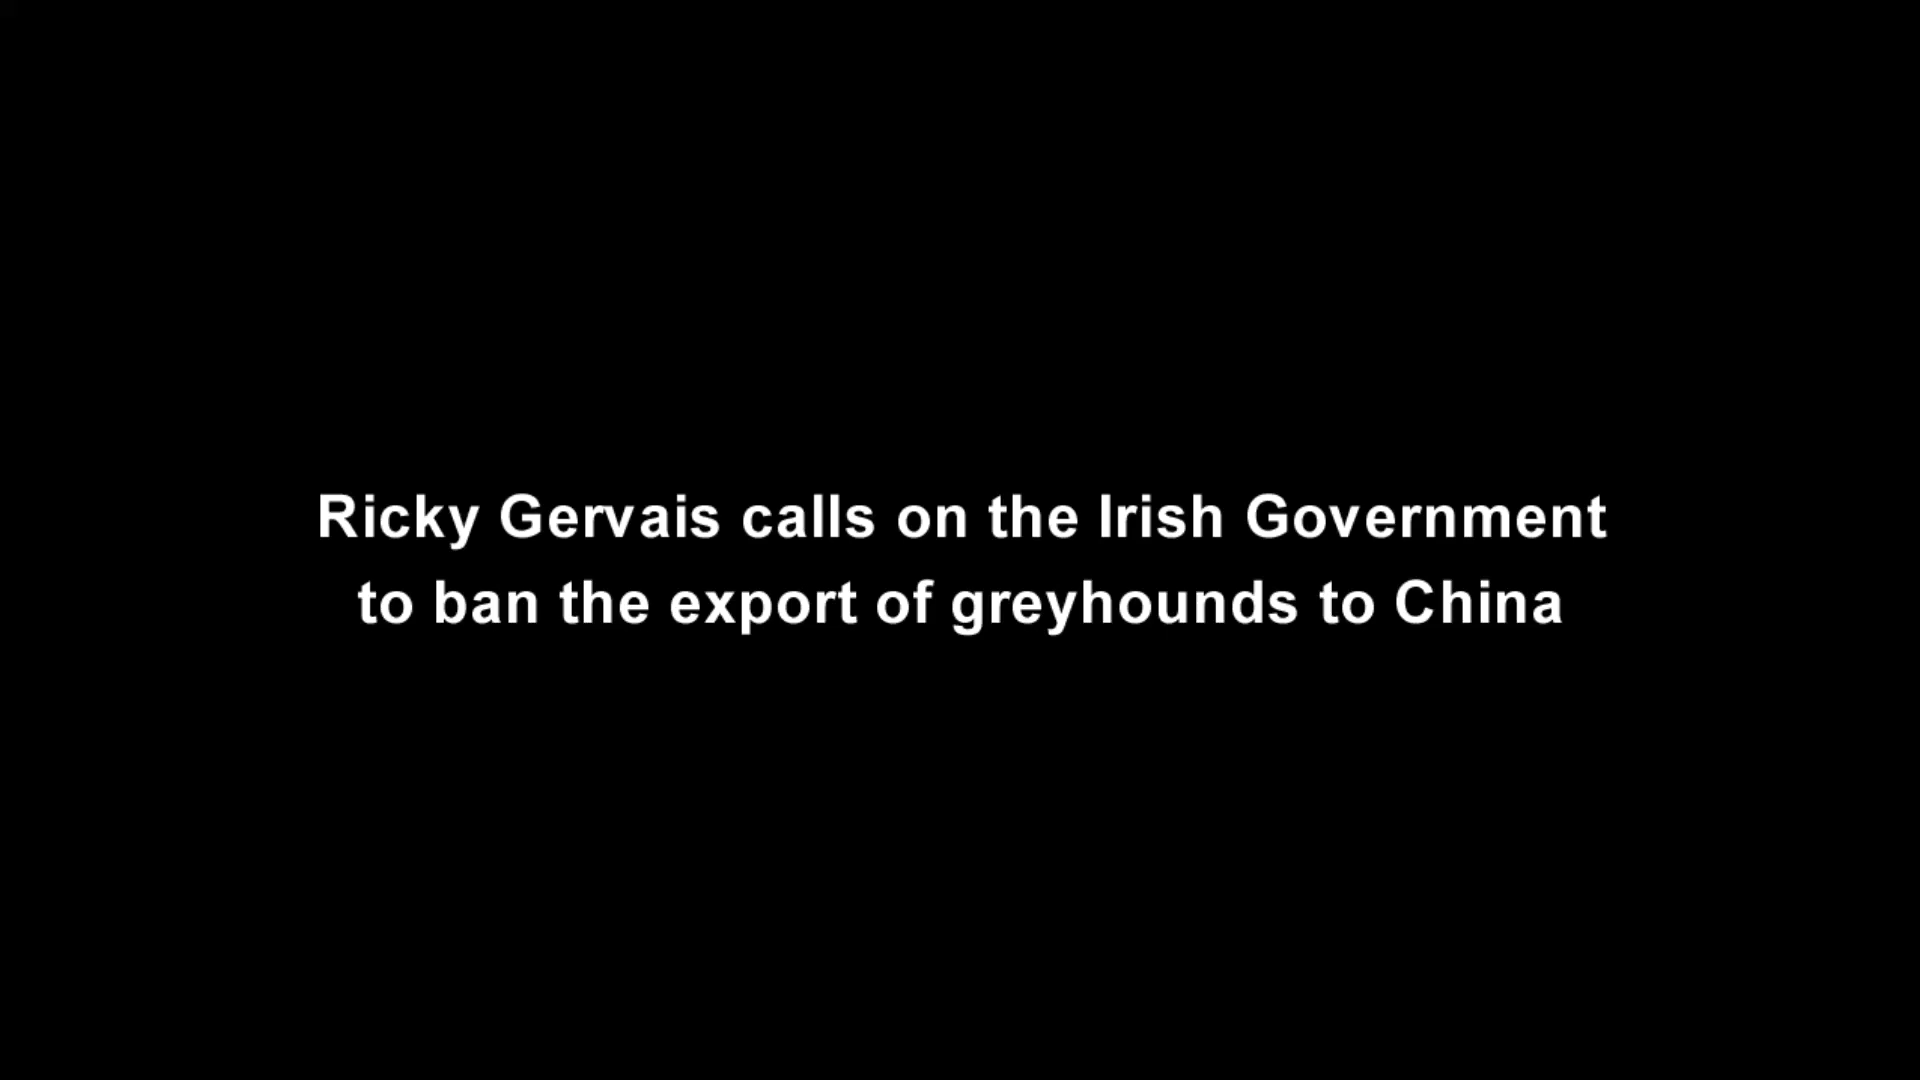 Ricky Gervais calls on the Irish Government
to ban the export of greyhounds to China